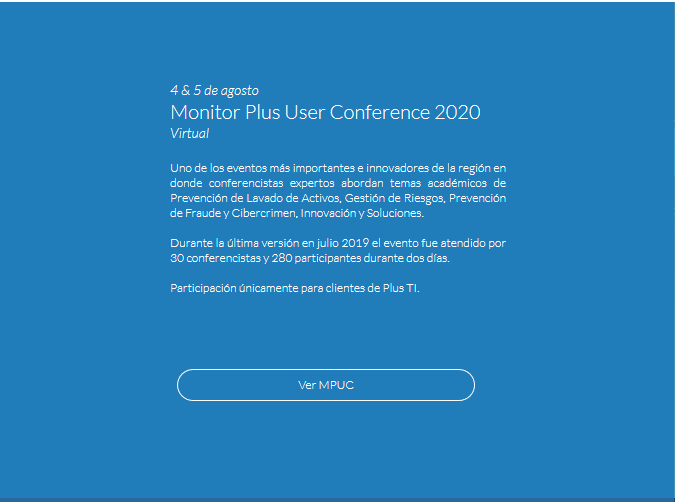 4 & 5 de agosto
Monitor Plus User Conference 2020
Virtual
Uno de los eventos más importantes e innovadores de la región en
donde conferencistas expertos abordan temas académicos de
Prevención de Lavado de Activos, Gestión de Riesgos, Prevención
de Fraude y Cibercrimen, Innovación y Soluciones.
Durante la última versión en julio 2019 el evento fue atendido por
30 conferencistas y 280 participantes durante dos días.
Participación únicamente para clientes de Plus TI.
Ver MPUC